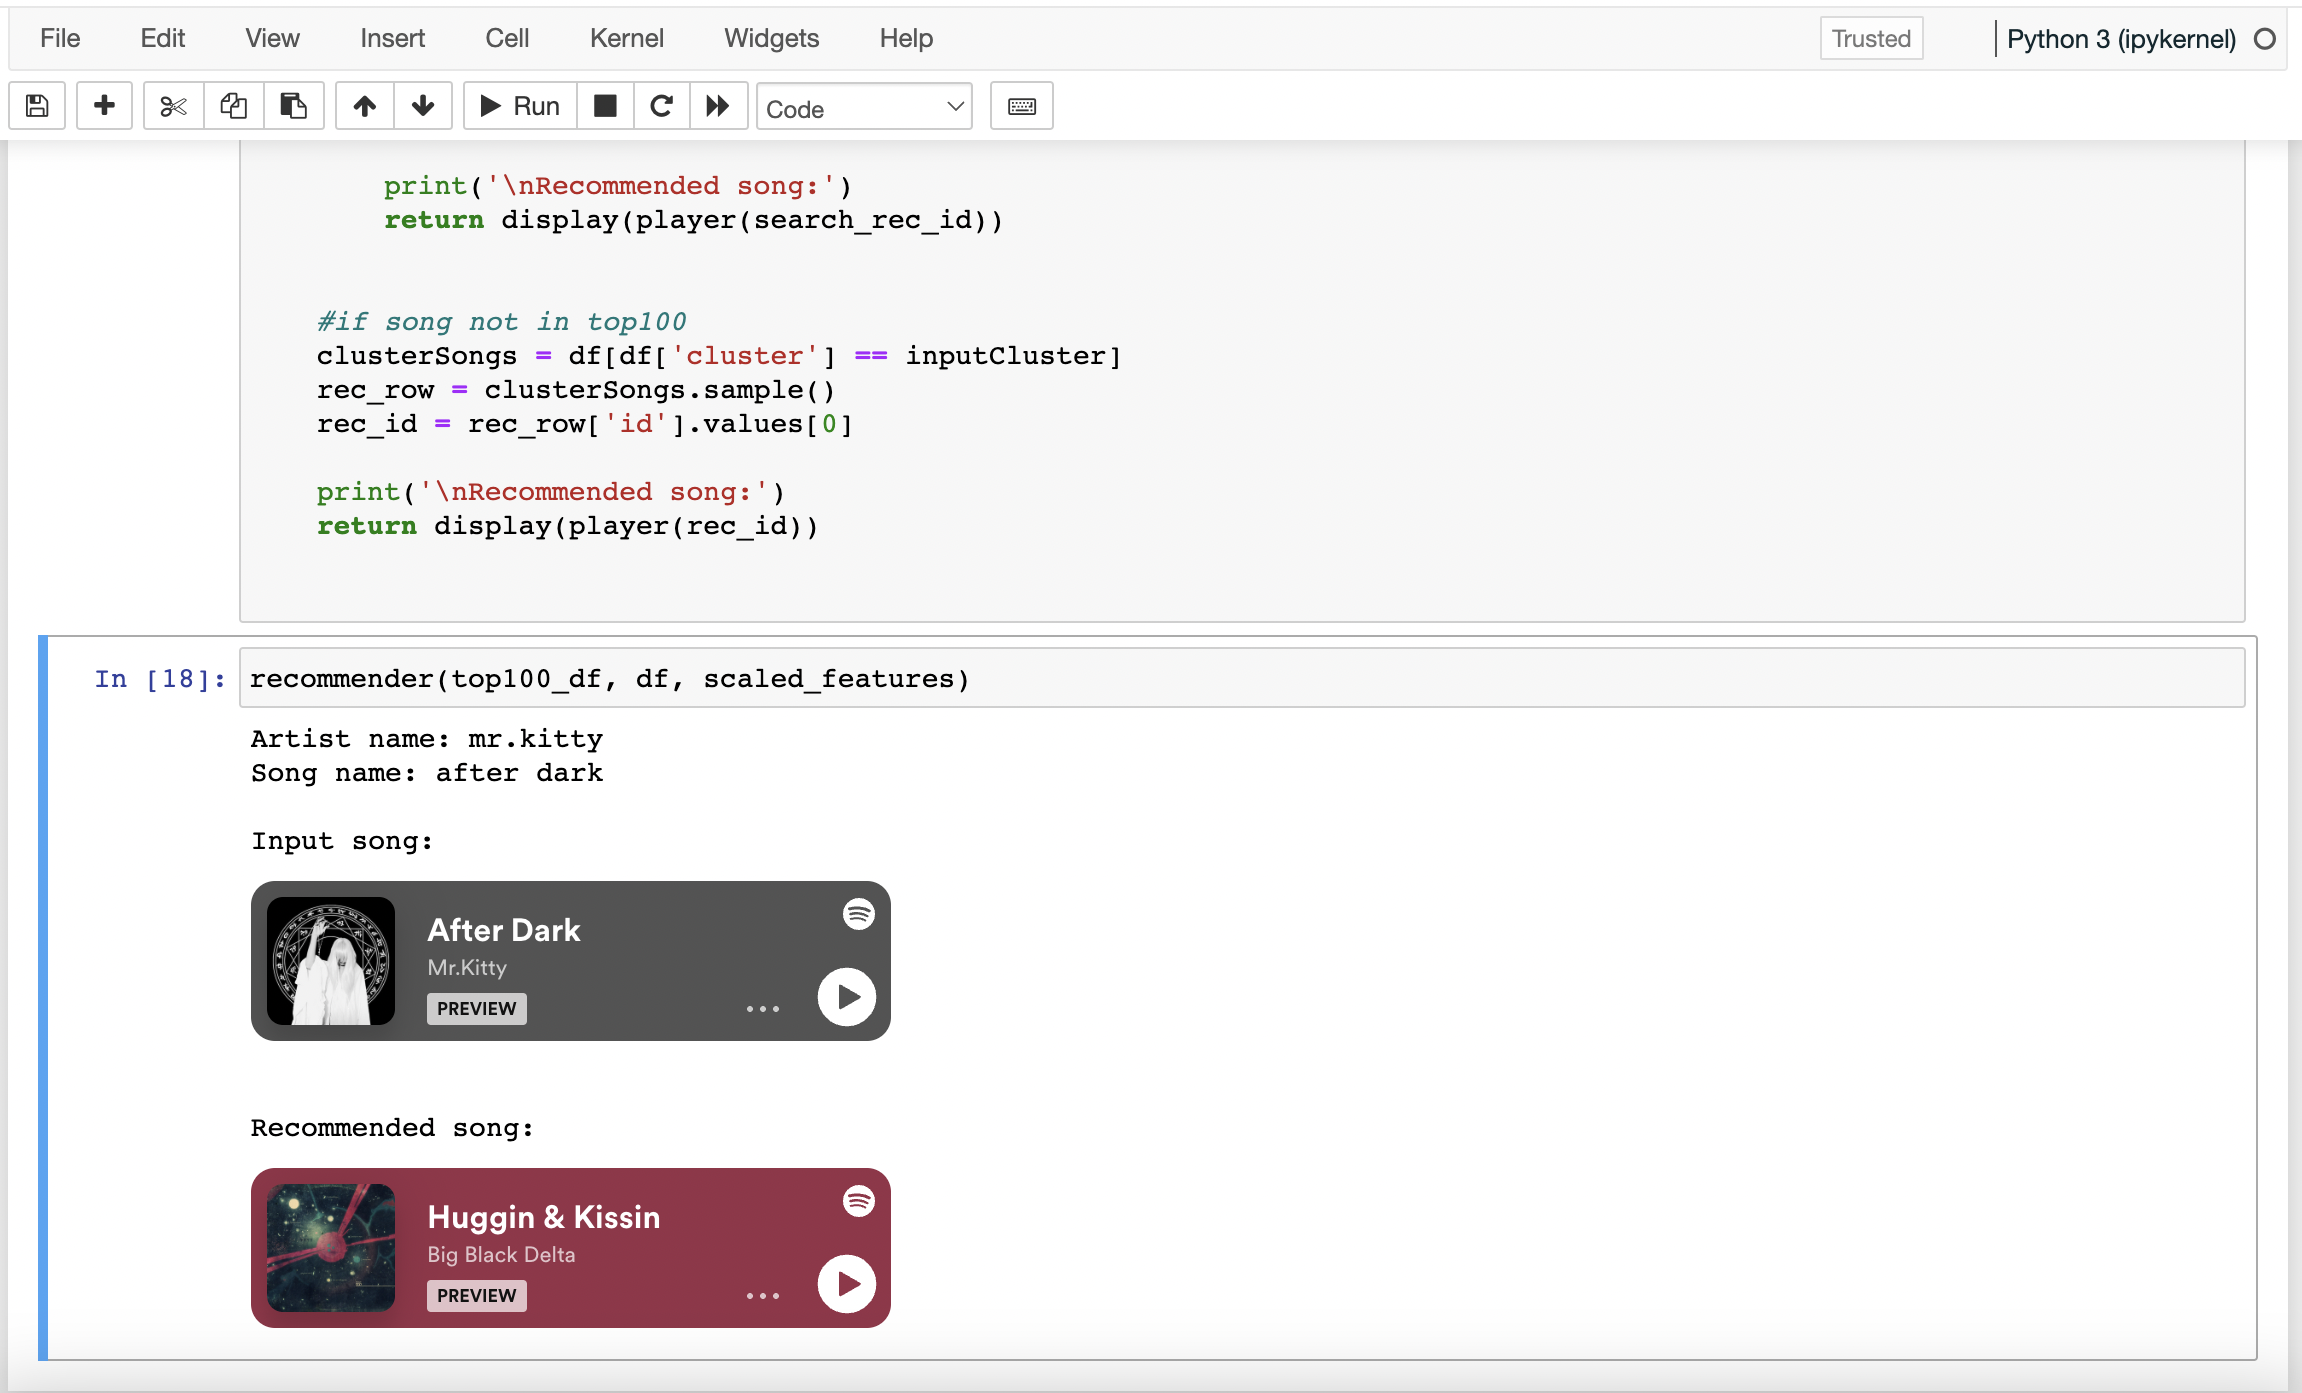 File Edit View Insert Cell Kernel Widgets Help Trusted Python 3 (ipykernel)
Run Code
print('\nRecommended song:')
return display(player(search_rec_id))
#if song not in top100
clusterSongs = df[df['cluster'] == inputCluster]
rec_row = clusterSongs.sample()
rec_id = rec_row['id'].values[0]
print('\nRecommended song:')
return display(player(rec_id))
In [18]: recommender(top100_df, df, scaled_features)
Artist name: mr.kitty
Song name: after dark
Input song:
After Dark
Mr.Kitty
PREVIEW
Recommended song:
Huggin & Kissin
Big Black Delta
PREVIEW